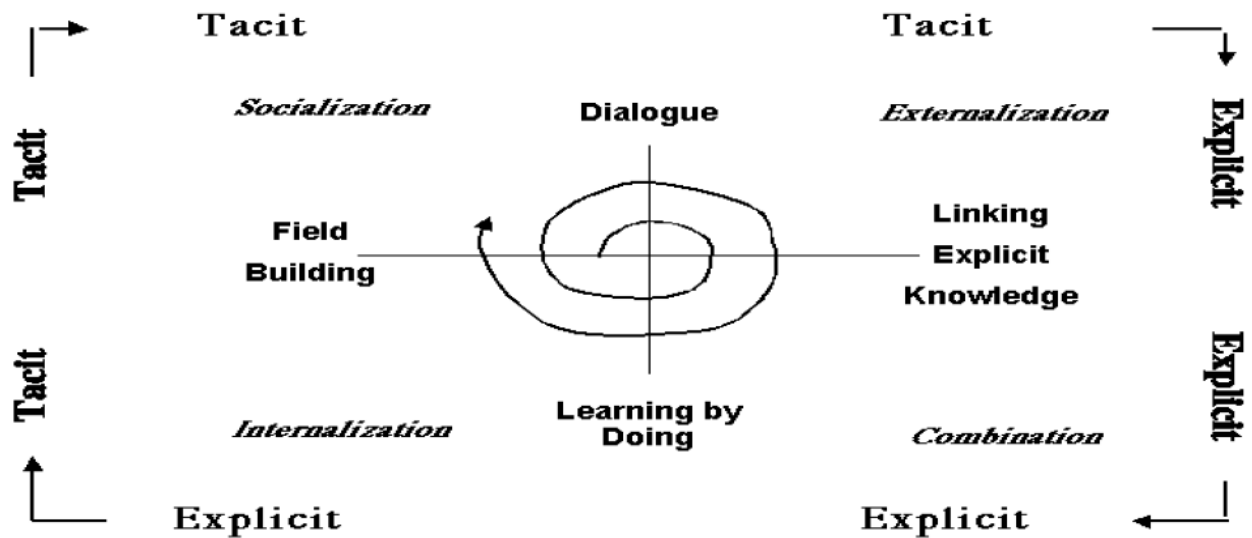 Tacit
Tacit
Socialization
Dialogue
Externalization
Tacit
Explicit
Field
Building
Linking
Explicit
Knowledge
Tacit
Explicit
Internalization
Learning by
Doing
Combination
Explicit
Explicit